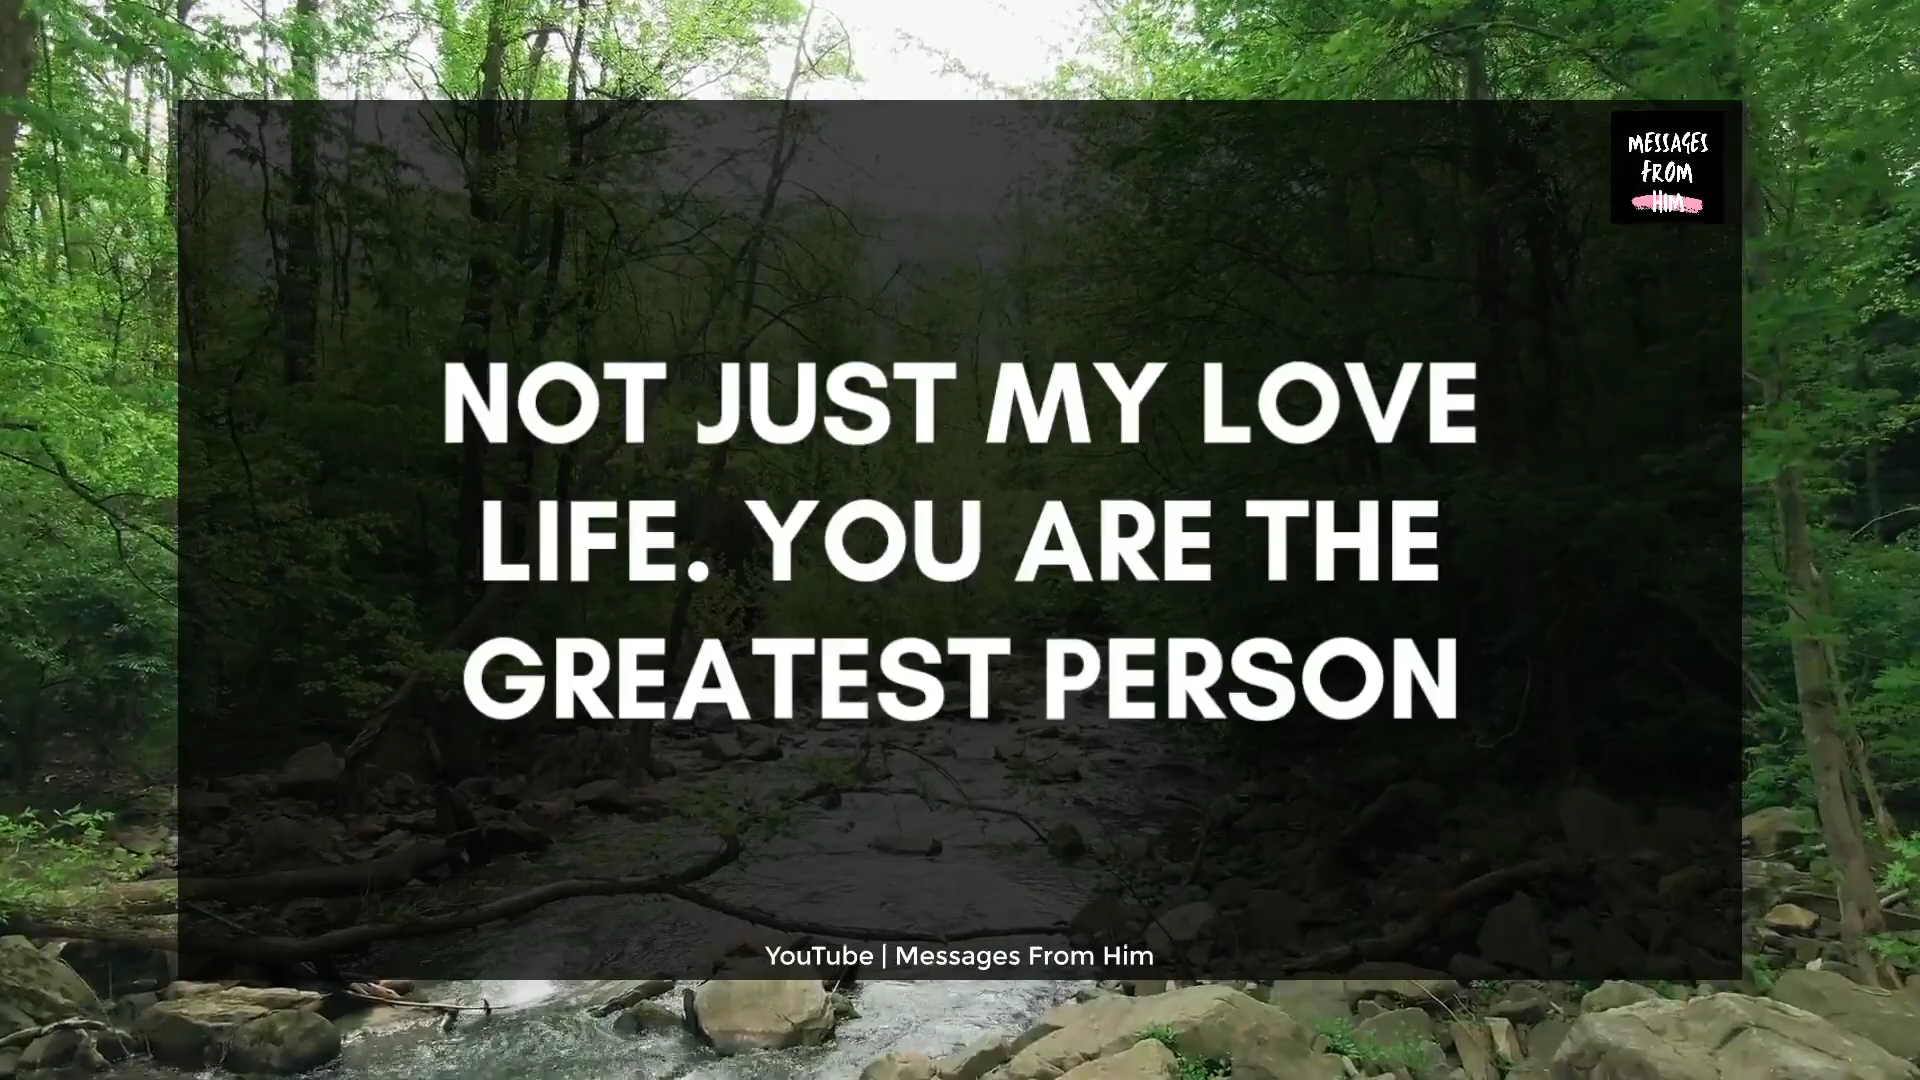 MESSAGES
FROM
HIM
NOT JUST MY LOVE
LIFE. YOU ARE THE
GREATEST PERSON
YouTube | Messages From Him